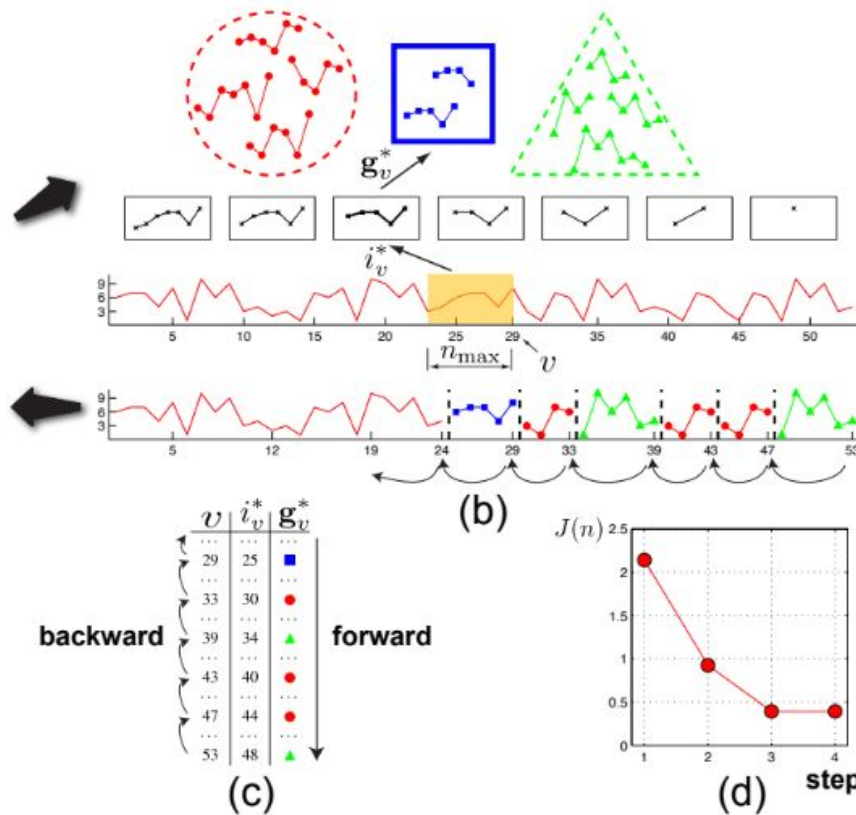 g*v
i*v
9
6
3
5 10 15 20 25 29 35 40 45 50
nmax
v
9
6
3
5 12 19 24 29 33 39 43 47 53
(b)
v i*v g*v
... ... ...
29 25
... ... ...
33 30
... ... ...
backward 39 34 forward
... ... ...
43 40
... ... ...
47 44
... ... ...
53 48
(c)
J(n)
2.5
2
1.5
1
0.5
0
1 2 3 4
step
(d)